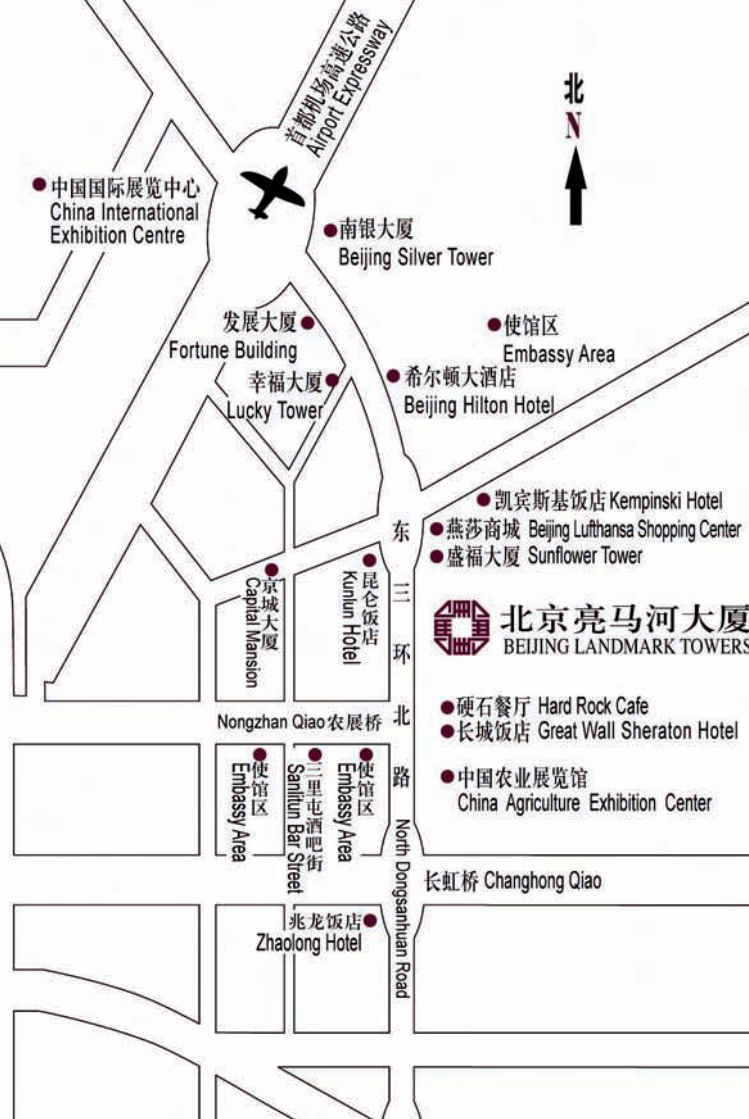 首都机场高速公路
Airport Expressway
北
N
中国国际展览中心
China International
Exhibition Centre
南银大厦
Beijing Silver Tower
发展大厦
Fortune Building
使馆区
Embassy Area
幸福大厦
Lucky Tower
希尔顿大酒店
Beijing Hilton Hotel
凯宾斯基饭店 Kempinski Hotel
燕莎商城 Beijing Lufthansa Shopping Center
盛福大厦 Sunflower Tower
东三环北路
North Dongsanhuan Road
京城大厦
Capital Mansion
昆仑饭店
Kunlun Hotel
北京亮马河大厦
BEIJING LANDMARK TOWERS
硬石餐厅 Hard Rock Cafe
长城饭店 Great Wall Sheraton Hotel
Nongzhan Qiao 农展桥
中国农业展览馆
China Agriculture Exhibition Center
使馆区
Embassy Area
三里屯酒吧街
Sanlitun Bar Street
使馆区
Embassy Area
长虹桥 Changhong Qiao
兆龙饭店
Zhaolong Hotel